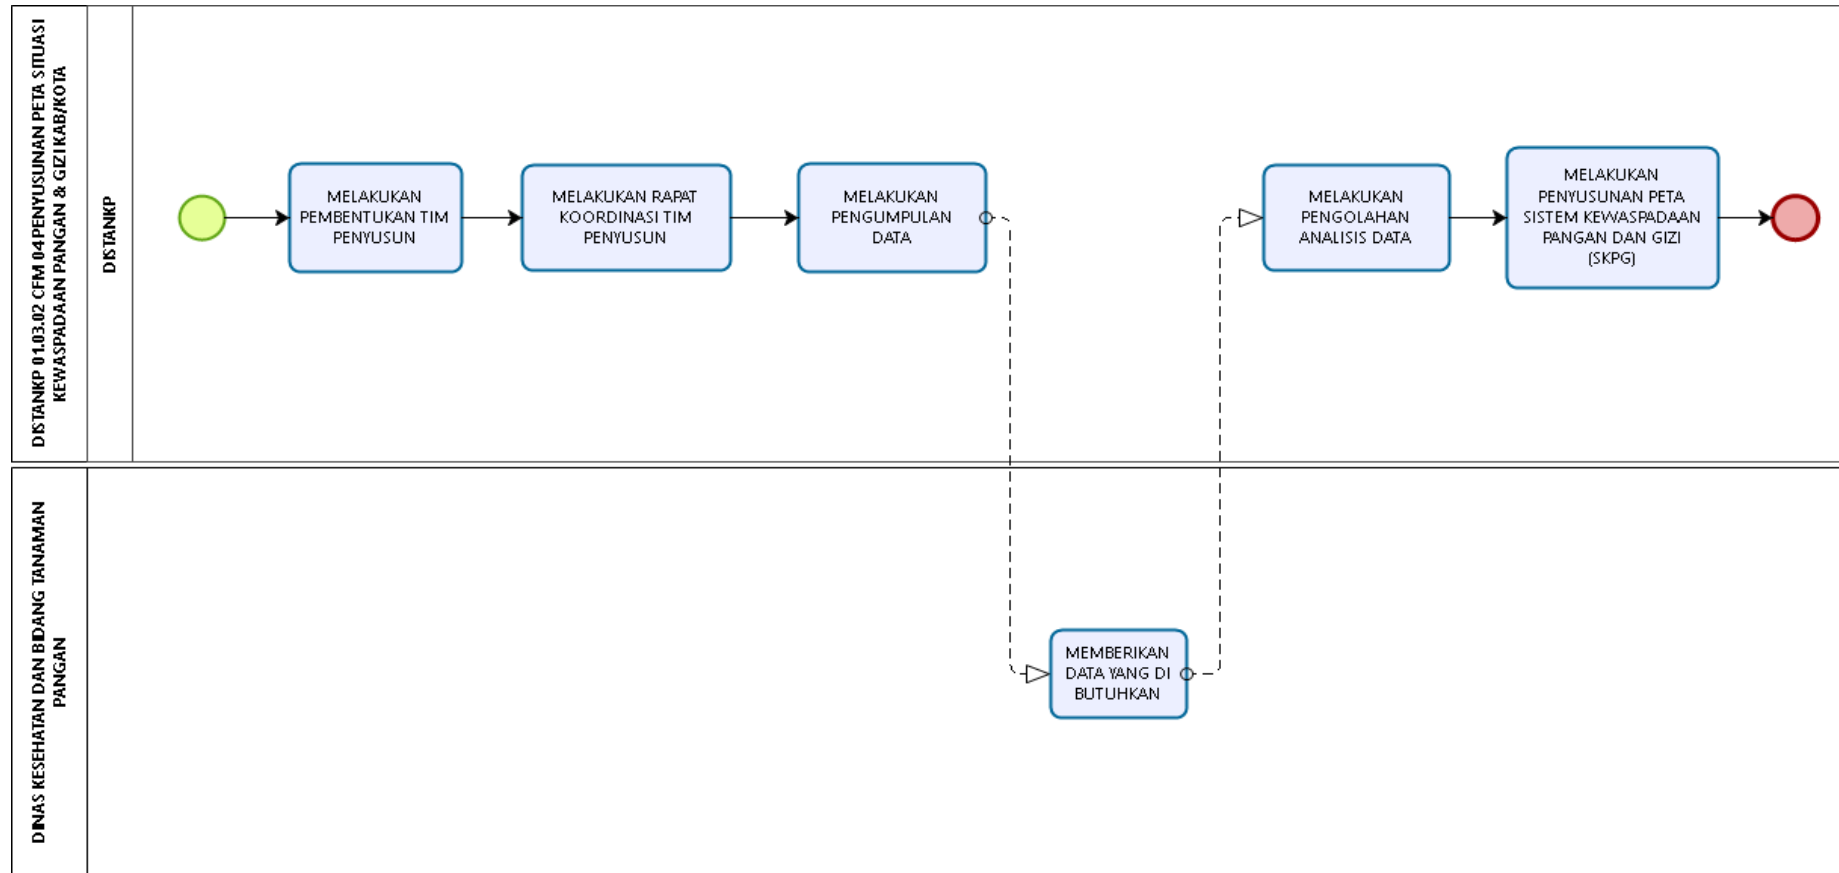 DISTANKP 01.03.02 CFM 04 PENYUSUNAN PETA SITUASI
KEWASPADAAN PANGAN & GIZI KAB/KOTA
DISTANKP
MELAKUKAN
PEMBENTUKAN TIM
PENYUSUN
MELAKUKAN RAPAT
KOORDINASI TIM
PENYUSUN
MELAKUKAN
PENGUMPULAN
DATA
MELAKUKAN
PENGOLAHAN
ANALISIS DATA
MELAKUKAN
PENYUSUNAN PETA
SISTEM KEWASPADAAN
PANGAN DAN GIZI
(SKPG)
DINAS KESEHATAN DAN BIDANG TANAMAN
PANGAN
MEMBERIKAN
DATA YANG DI
BUTUHKAN